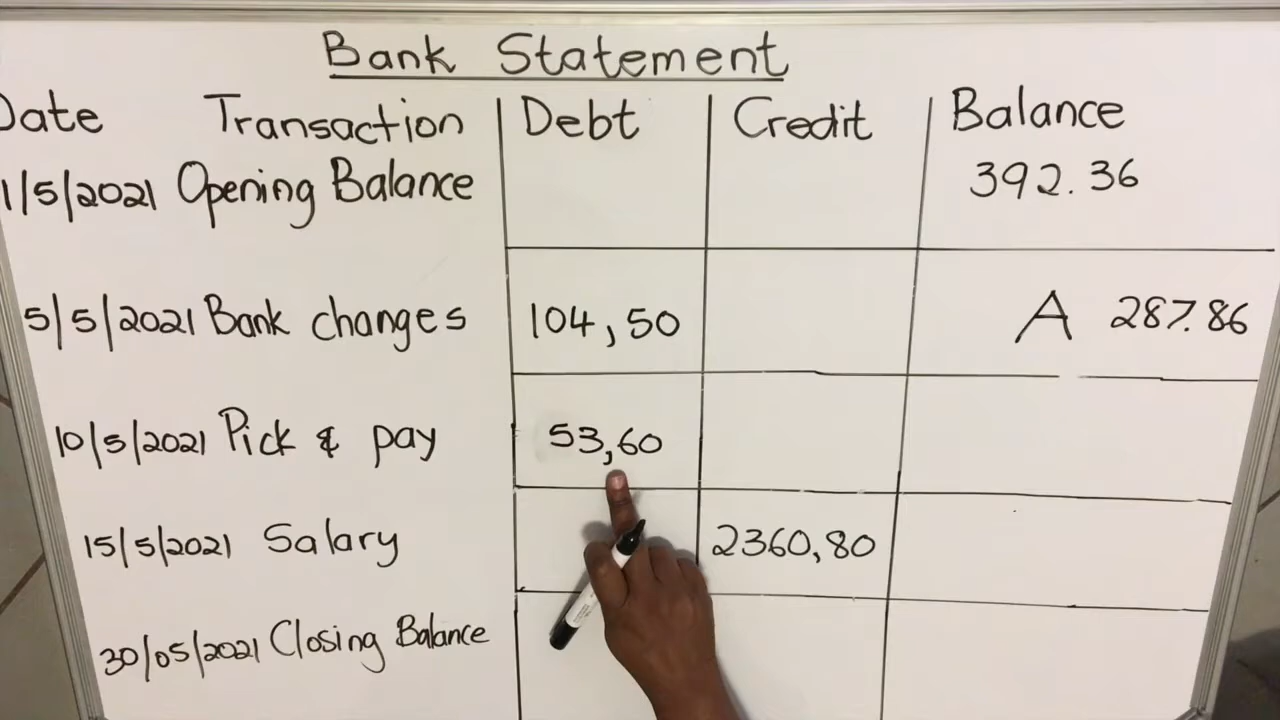 Bank Statement
Date Transaction Debt Credit Balance
1/5/2021 Opening Balance 392.36
5/5/2021 Bank changes 104,50 A 287.86
10/5/2021 Pick & pay 53,60
15/5/2021 Salary 2360,80
30/05/2021 Closing Balance